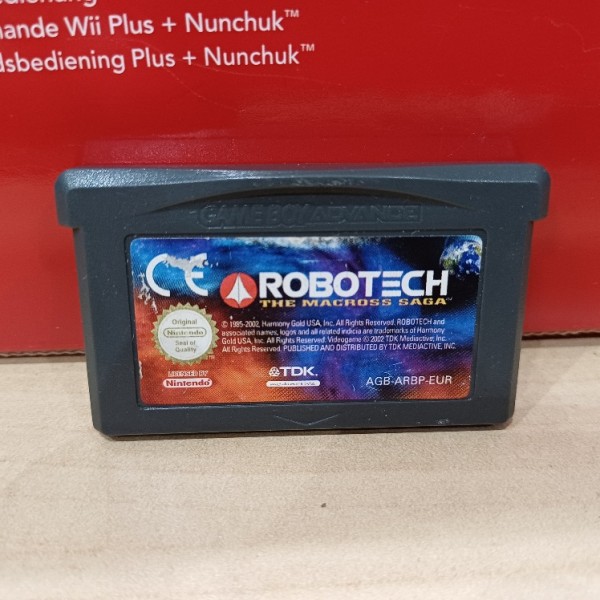 ande Wii Plus + Nunchuk™
dsbediening Plus + Nunchuk™
GAME BOY ADVANCE
CE
ROBOTECH
THE MACROSS SAGA™
Original
Nintendo
Seal of
Quality
© 1985-2002, Harmony Gold USA, Inc. All Rights Reserved. ROBOTECH and
associated names, logos and all related indicia are trademarks of Harmony
Gold USA, Inc. All Rights Reserved. Videogame © 2002 TDK Mediactive, Inc.
All Rights Reserved. PUBLISHED AND DISTRIBUTED BY TDK MEDIACTIVE, INC.
LICENSED BY
Nintendo
TDK
AGB-ARBP-EUR